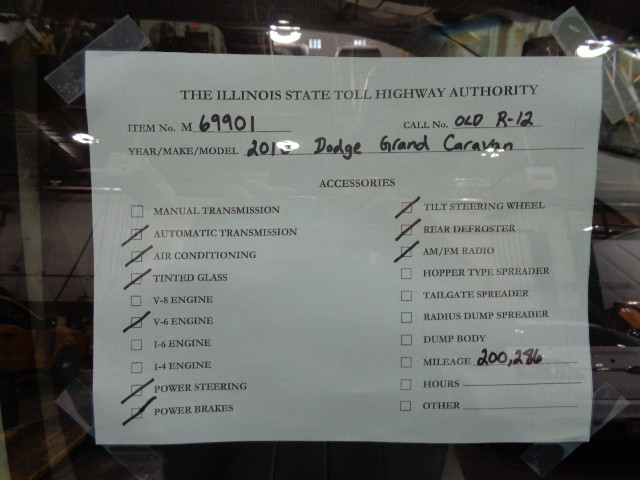 THE ILLINOIS STATE TOLL HIGHWAY AUTHORITY
ITEM No. M 69901 CALL No. OLD R-12
YEAR/MAKE/MODEL Dodge Grand Caravan
ACCESSORIES
MANUAL TRANSMISSION
AUTOMATIC TRANSMISSION
AIR CONDITIONING
TINTED GLASS
V-8 ENGINE
V-6 ENGINE
I-6 ENGINE
I-4 ENGINE
POWER STEERING
POWER BRAKES
TILT STEERING WHEEL
REAR DEFROSTER
AM/FM RADIO
HOPPER TYPE SPREADER
TAILGATE SPREADER
RADIUS DUMP SPREADER
DUMP BODY
MILEAGE 200,286
HOURS
OTHER